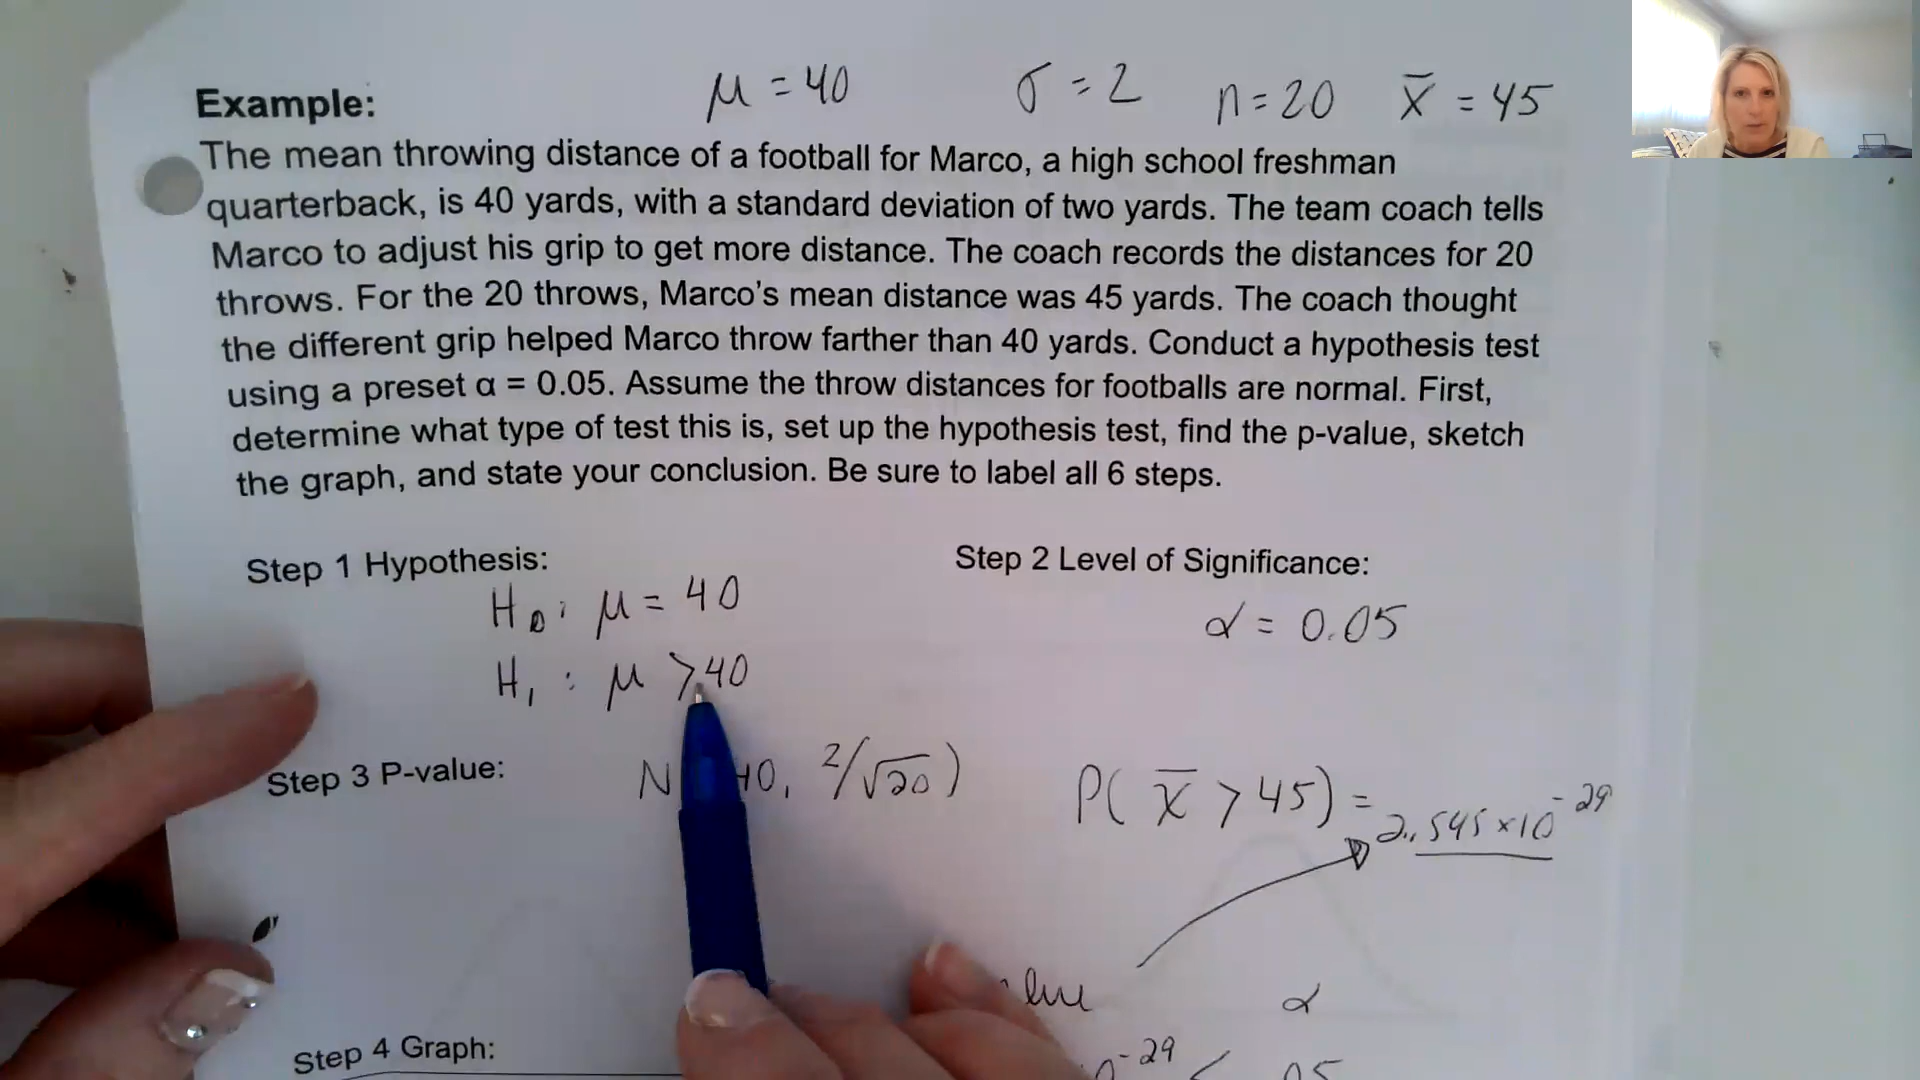 μ = 40 σ = 2 n = 20 x̄ = 45
Example:
The mean throwing distance of a football for Marco, a high school freshman
quarterback, is 40 yards, with a standard deviation of two yards. The team coach tells
Marco to adjust his grip to get more distance. The coach records the distances for 20
throws. For the 20 throws, Marco's mean distance was 45 yards. The coach thought
the different grip helped Marco throw farther than 40 yards. Conduct a hypothesis test
using a preset α = 0.05. Assume the throw distances for footballs are normal. First,
determine what type of test this is, set up the hypothesis test, find the p-value, sketch
the graph, and state your conclusion. Be sure to label all 6 steps.
Step 1 Hypothesis: Step 2 Level of Significance:
H₀: μ = 40 α = 0.05
H₁: μ > 40
Step 3 P-value: N 40, 2/√20) P(x̄ > 45) = 2.545 × 10⁻²⁹
α
Step 4 Graph: ⁻²⁹ < .05